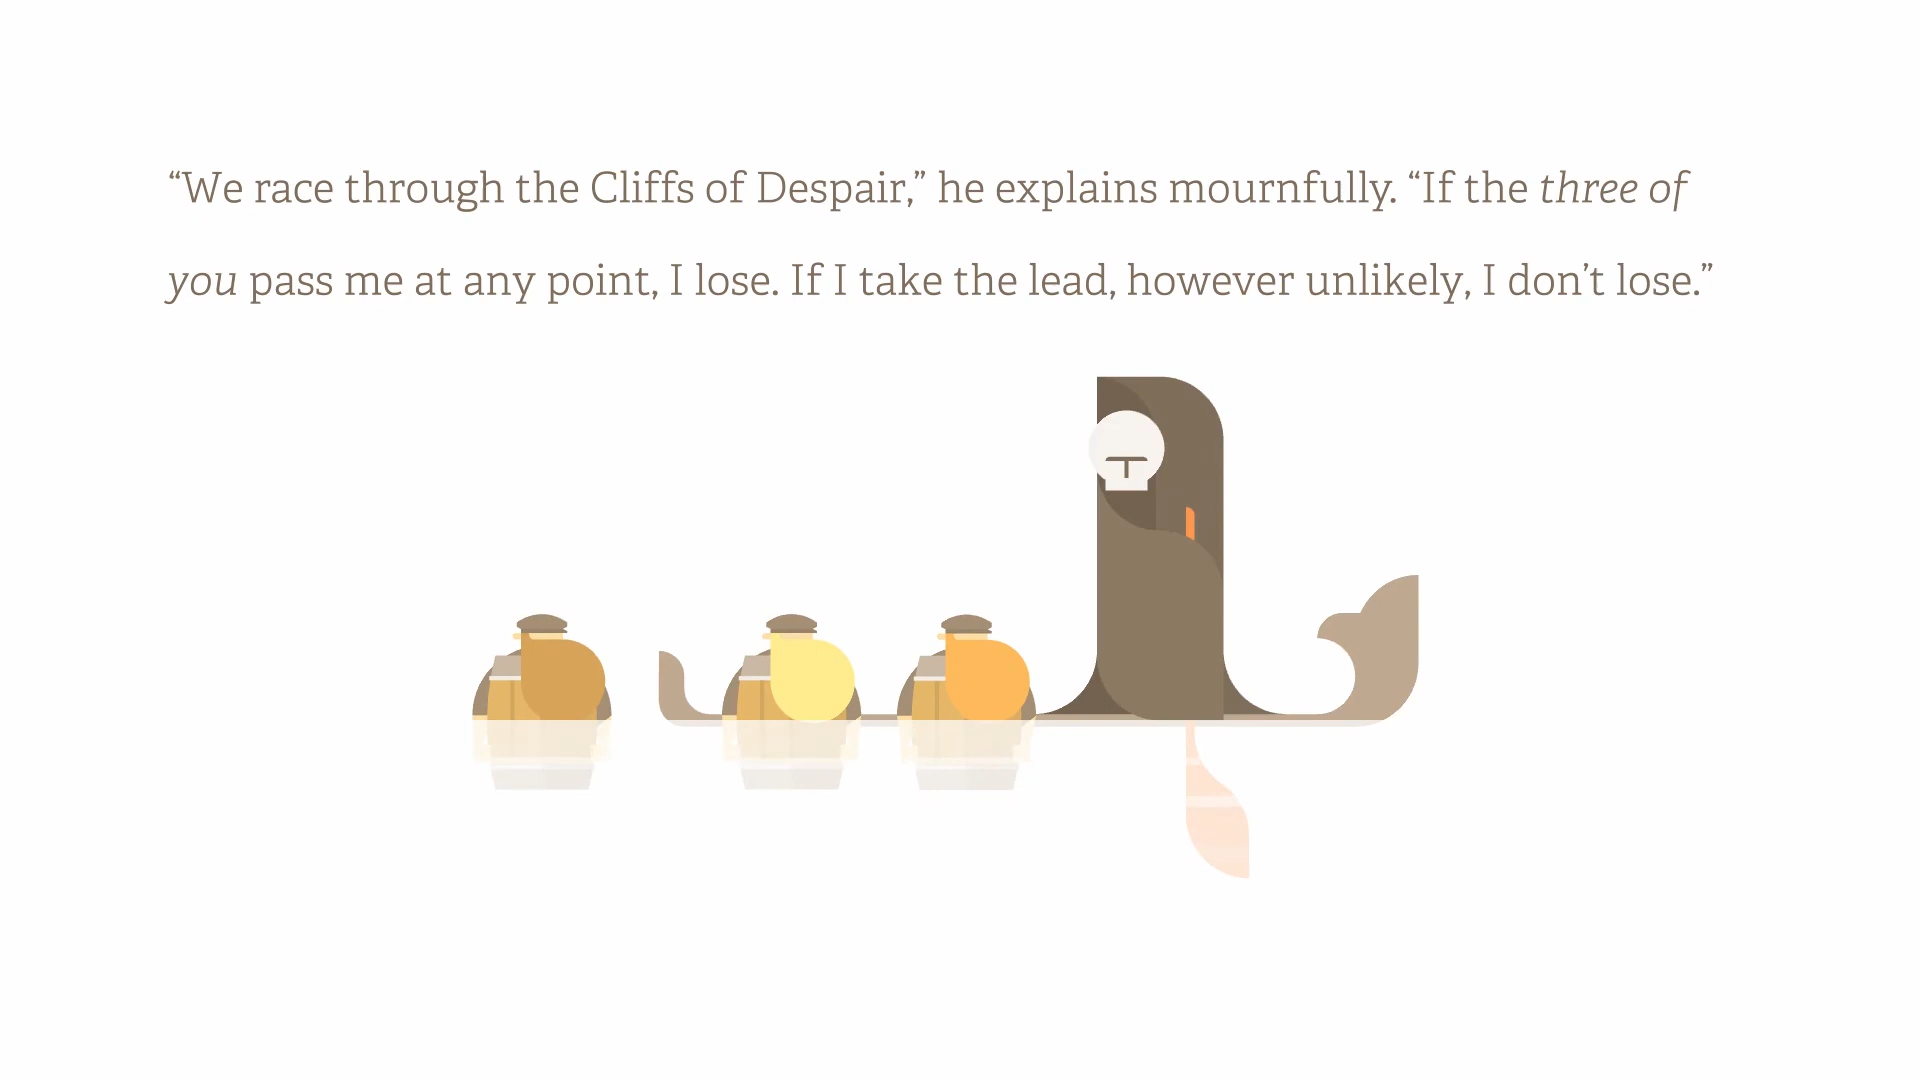 “We race through the Cliffs of Despair,” he explains mournfully. “If the three of
you pass me at any point, I lose. If I take the lead, however unlikely, I don’t lose.”